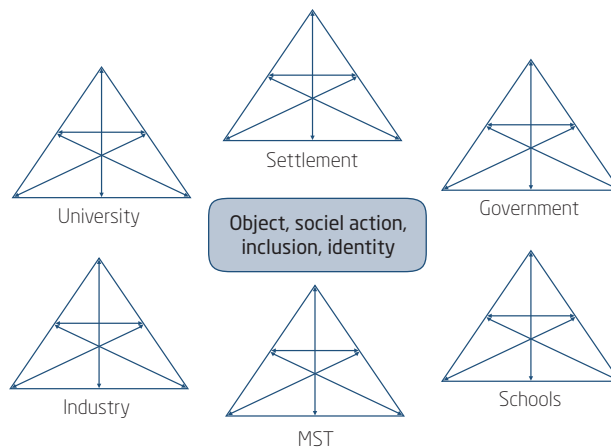 Settlement
University
Government
Object, sociel action,
inclusion, identity
Industry
MST
Schools